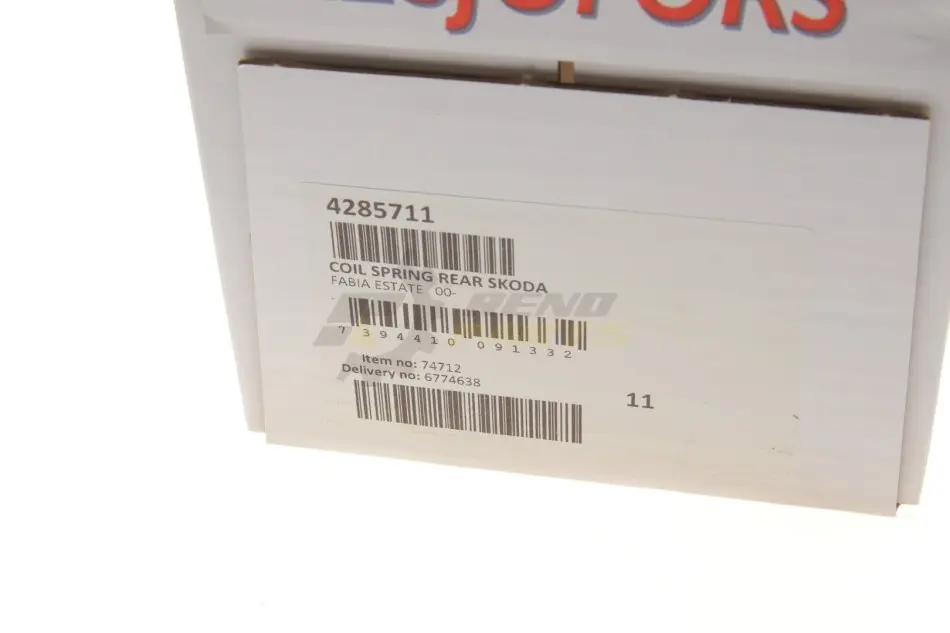 4285711
COIL SPRING REAR SKODA
FABIA ESTATE 00-
7 394410 091332
Item no: 74712
Delivery no: 6774638
11